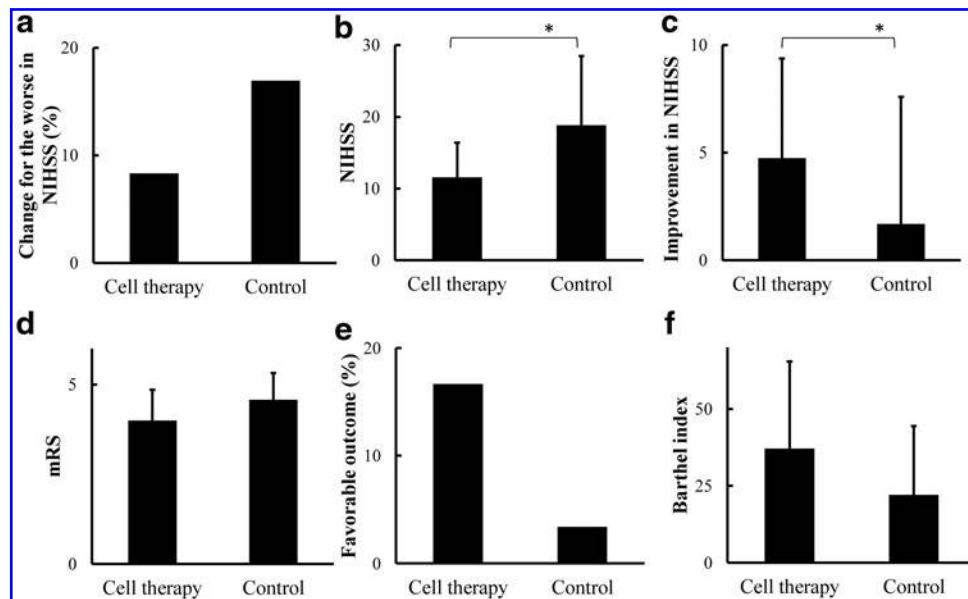 a
Change for the worse in
NIHSS (%)
20
10
0
Cell therapy
Control
b
NIHSS
30
20
10
0
*
Cell therapy
Control
c
Improvement in NIHSS
10
5
0
*
Cell therapy
Control
d
mRS
5
0
Cell therapy
Control
e
Favorable outcome (%)
20
10
0
Cell therapy
Control
f
Barthel index
50
25
0
Cell therapy
Control